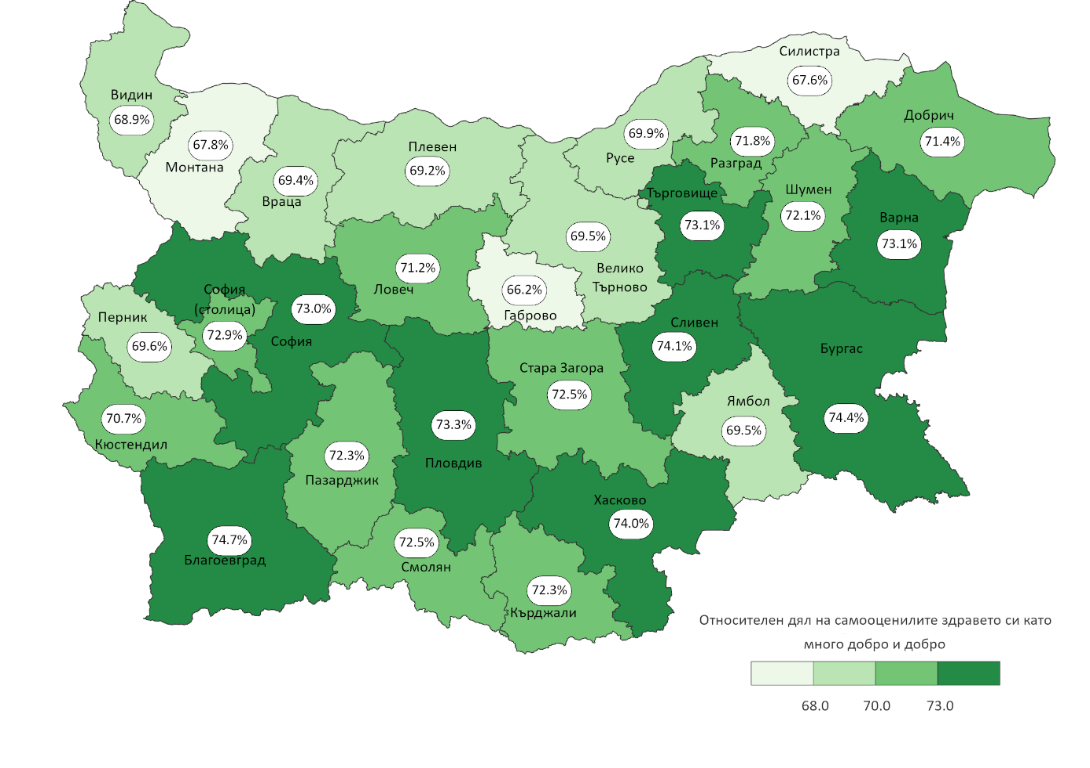 Силистра
67.6%
Видин
68.9%
Добрич
71.4%
69.9%
Русе
71.8%
Разград
67.8%
Монтана
Плевен
69.2%
69.4%
Враца
Търговище
73.1%
Шумен
72.1%
Варна
73.1%
69.5%
Велико
Търново
71.2%
Ловеч
66.2%
Габрово
София
(столица)
72.9%
73.0%
София
Перник
69.6%
Сливен
74.1%
Бургас
74.4%
Стара Загора
72.5%
Ямбол
69.5%
70.7%
Кюстендил
73.3%
Пловдив
72.3%
Пазарджик
Хасково
74.0%
74.7%
Благоевград
72.5%
Смолян
72.3%
Кърджали
Относителен дял на самооценилите здравето си като
много добро и добро
68.0 70.0 73.0